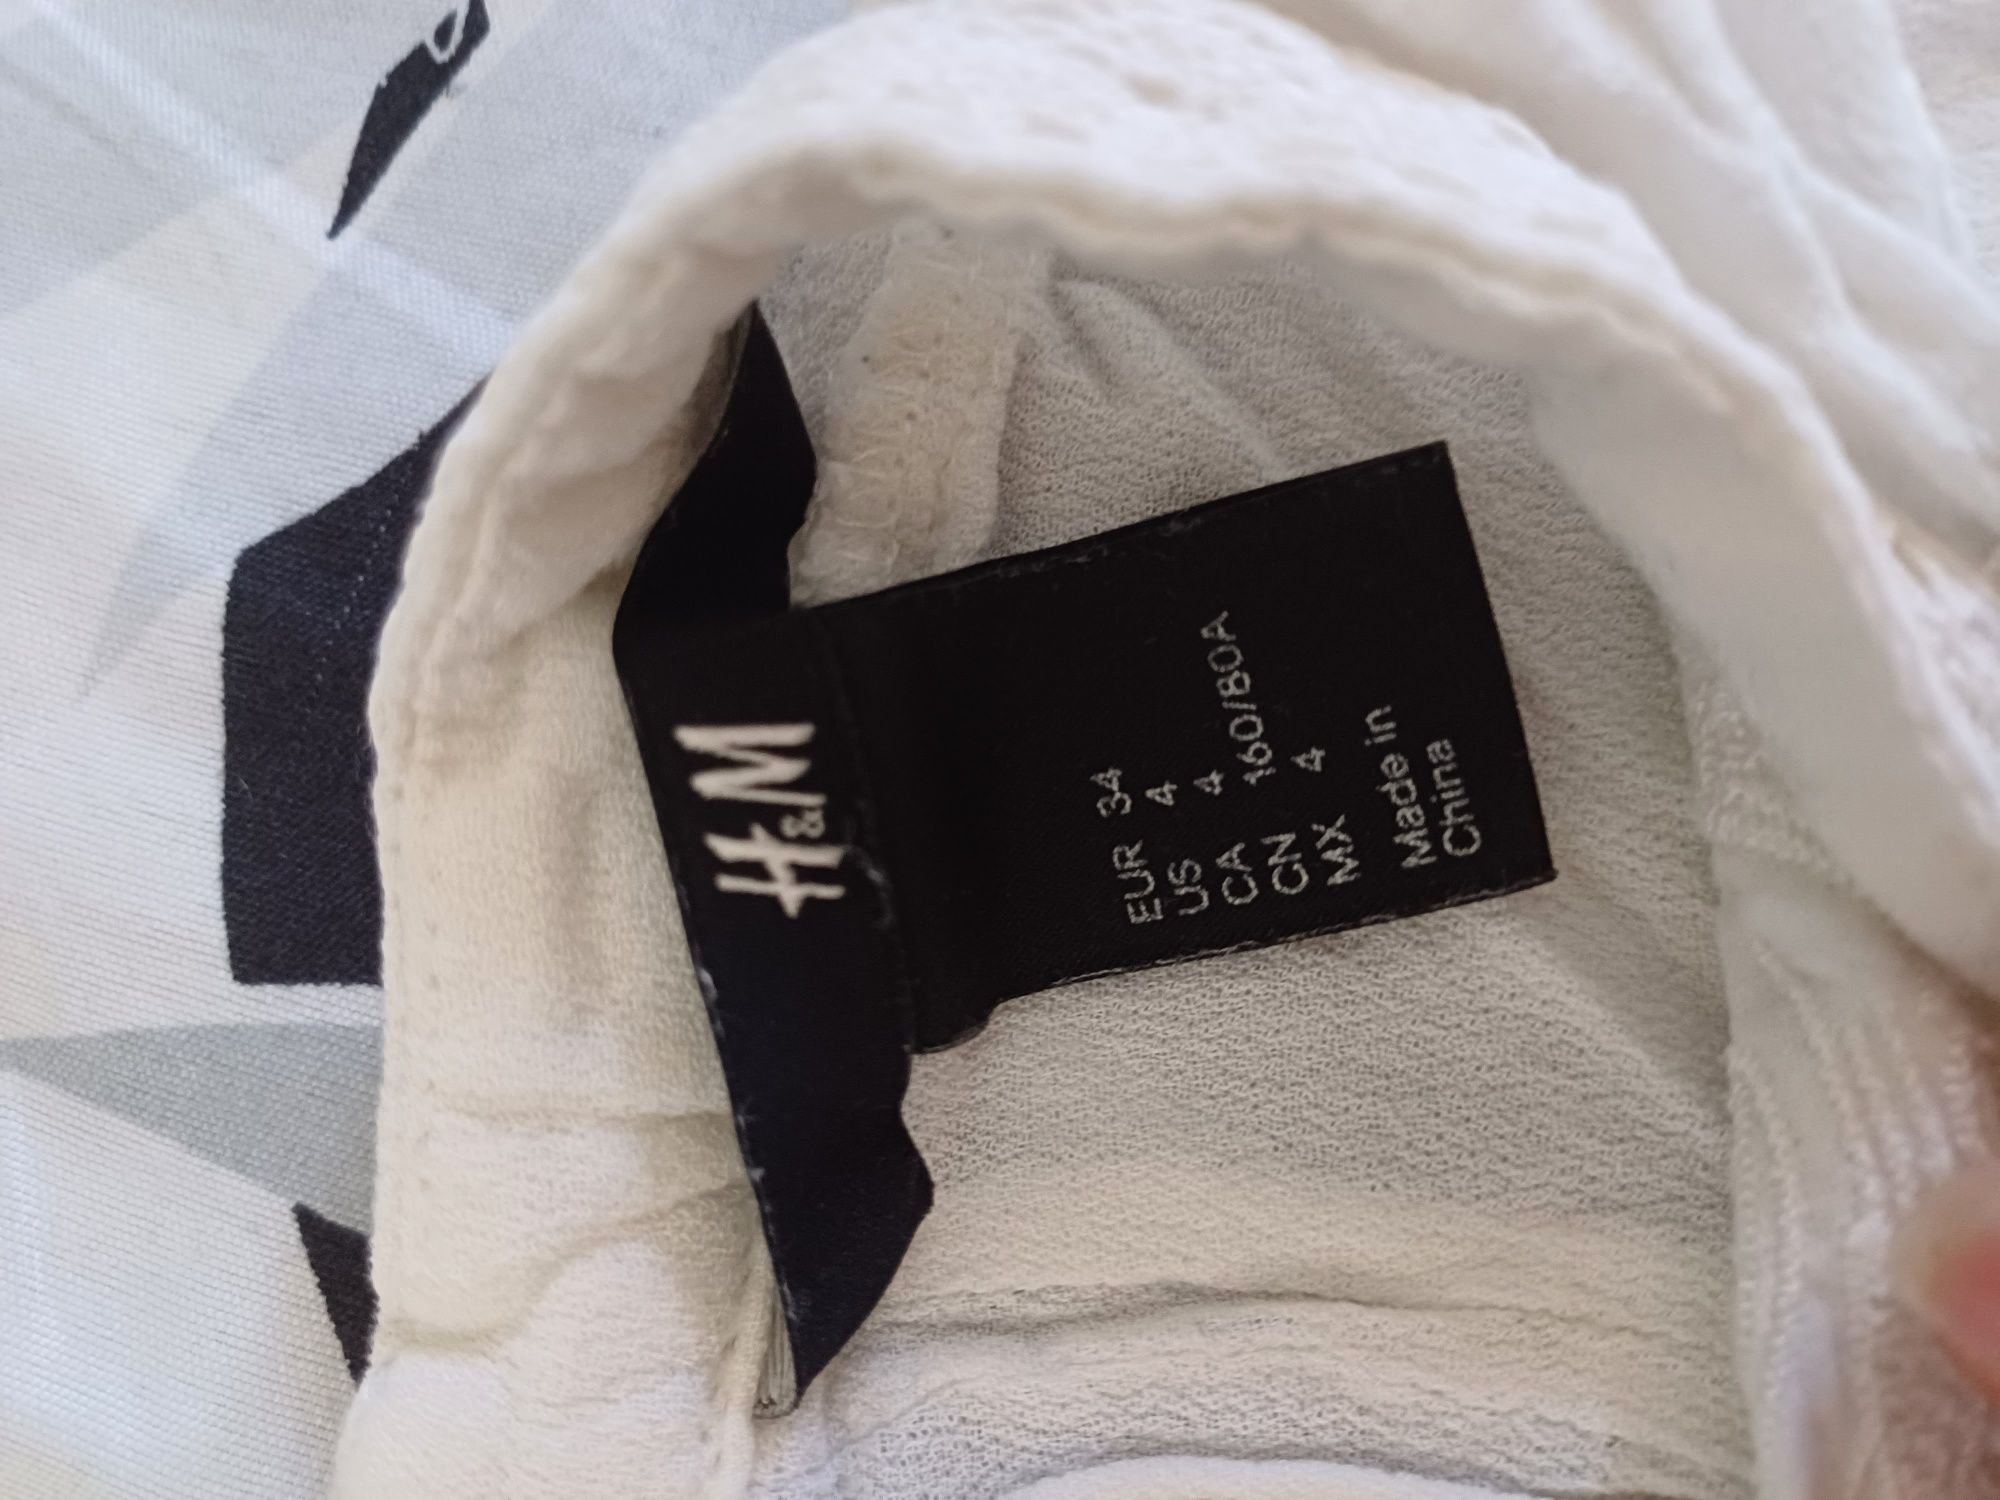 H&M
EUR 34
US 4
CA 4
CN 160/80A
MX 4
Made in
China